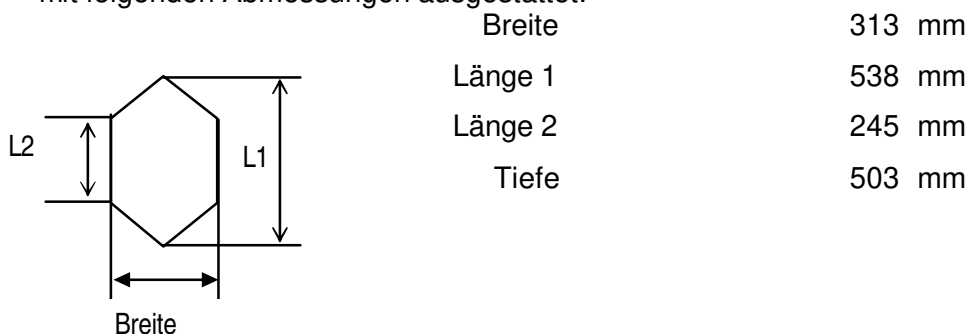 mit folgenden Abmessungen ausgestattet:
Breite 313 mm
Länge 1 538 mm
Länge 2 245 mm
Tiefe 503 mm
L2
L1
Breite